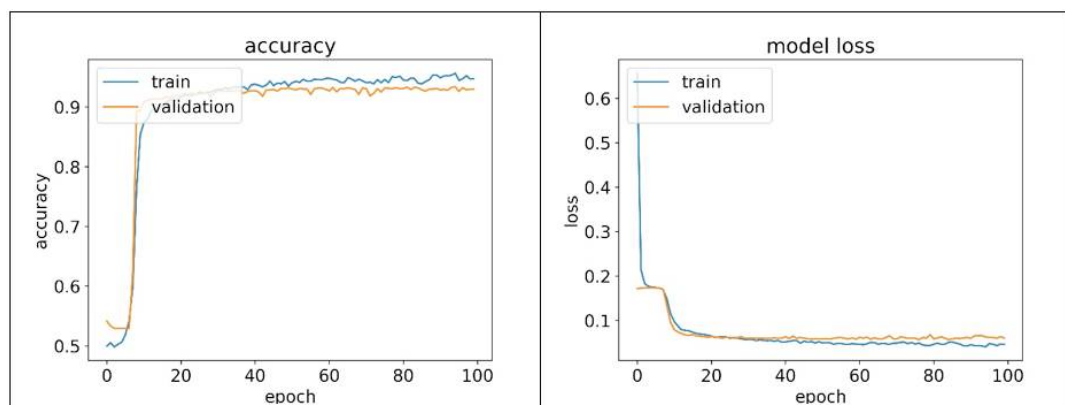 accuracy
train
validation
0.9
0.8
0.7
0.6
0.5
accuracy
0 20 40 60 80 100
epoch
model loss
train
validation
0.6
0.5
0.4
0.3
0.2
0.1
loss
0 20 40 60 80 100
epoch